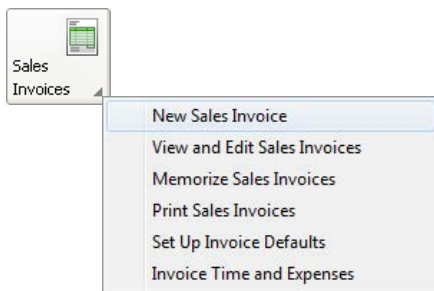 Sales
Invoices
New Sales Invoice
View and Edit Sales Invoices
Memorize Sales Invoices
Print Sales Invoices
Set Up Invoice Defaults
Invoice Time and Expenses